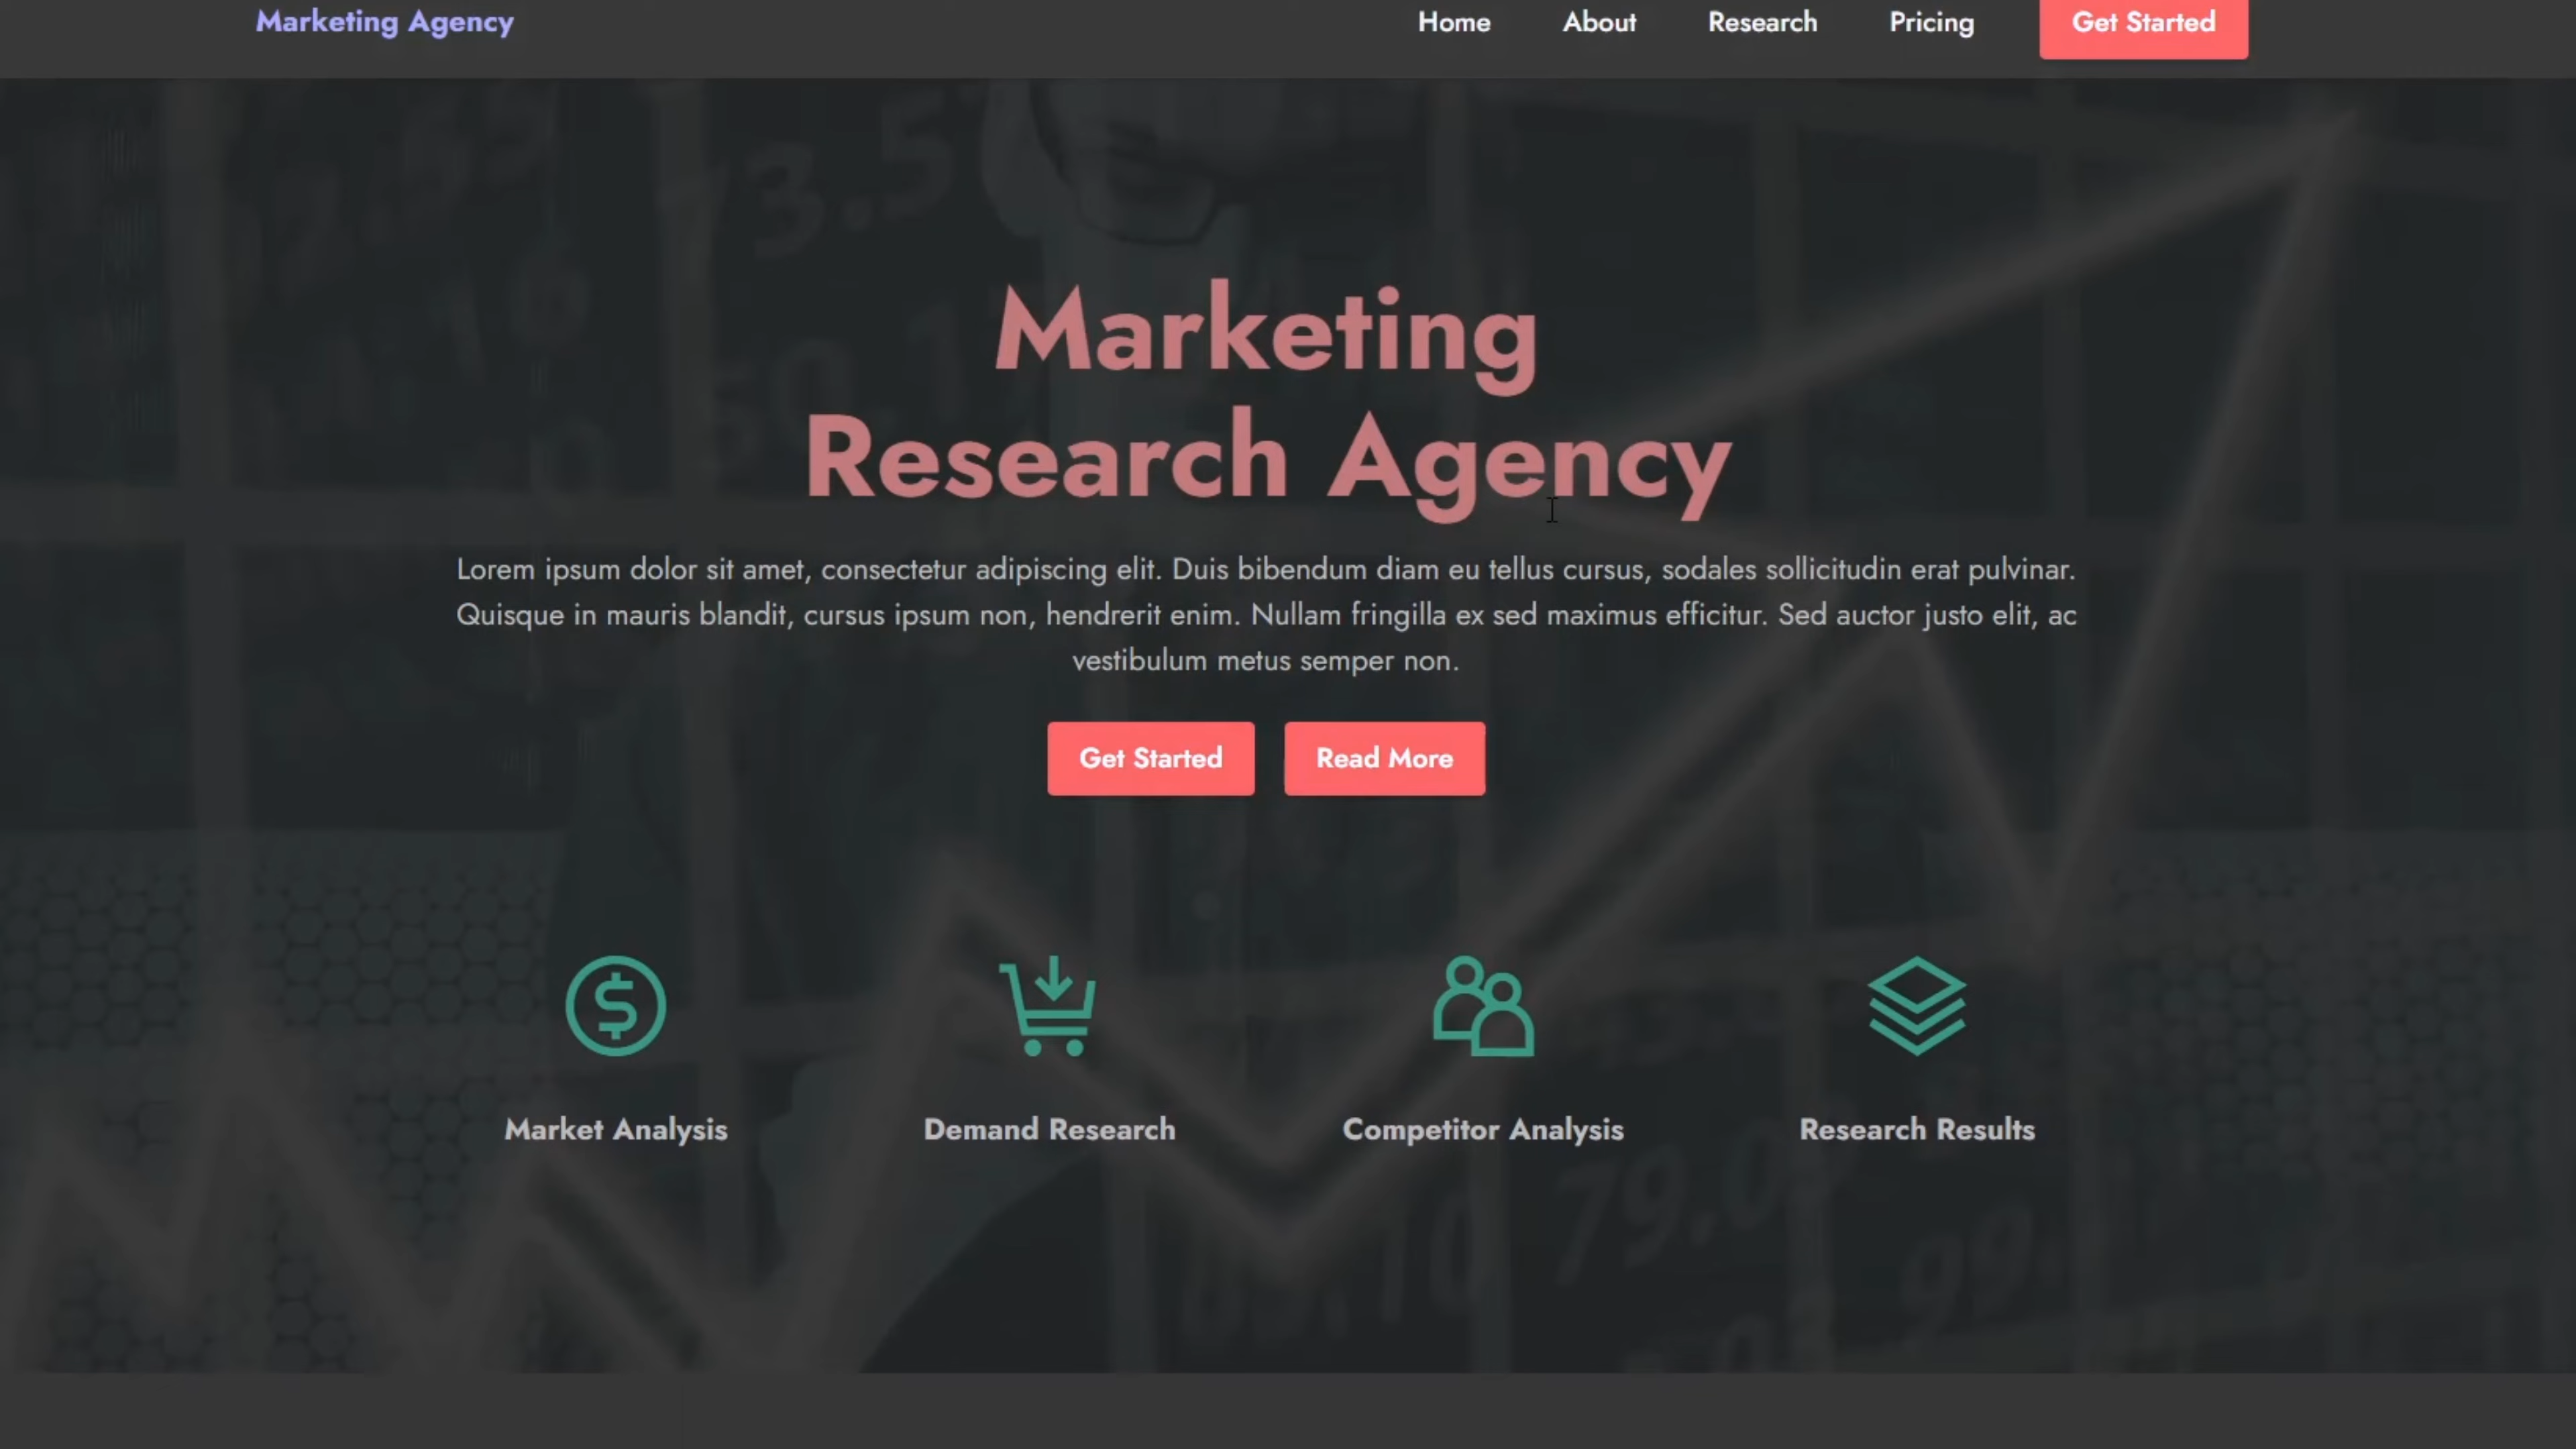 Marketing Agency
Home About Research Pricing Get Started
Marketing
Research Agency
Lorem ipsum dolor sit amet, consectetur adipiscing elit. Duis bibendum diam eu tellus cursus, sodales sollicitudin erat pulvinar.
Quisque in mauris blandit, cursus ipsum non, hendrerit enim. Nullam fringilla ex sed maximus efficitur. Sed auctor justo elit, ac
vestibulum metus semper non.
Get Started Read More
Market Analysis Demand Research Competitor Analysis Research Results